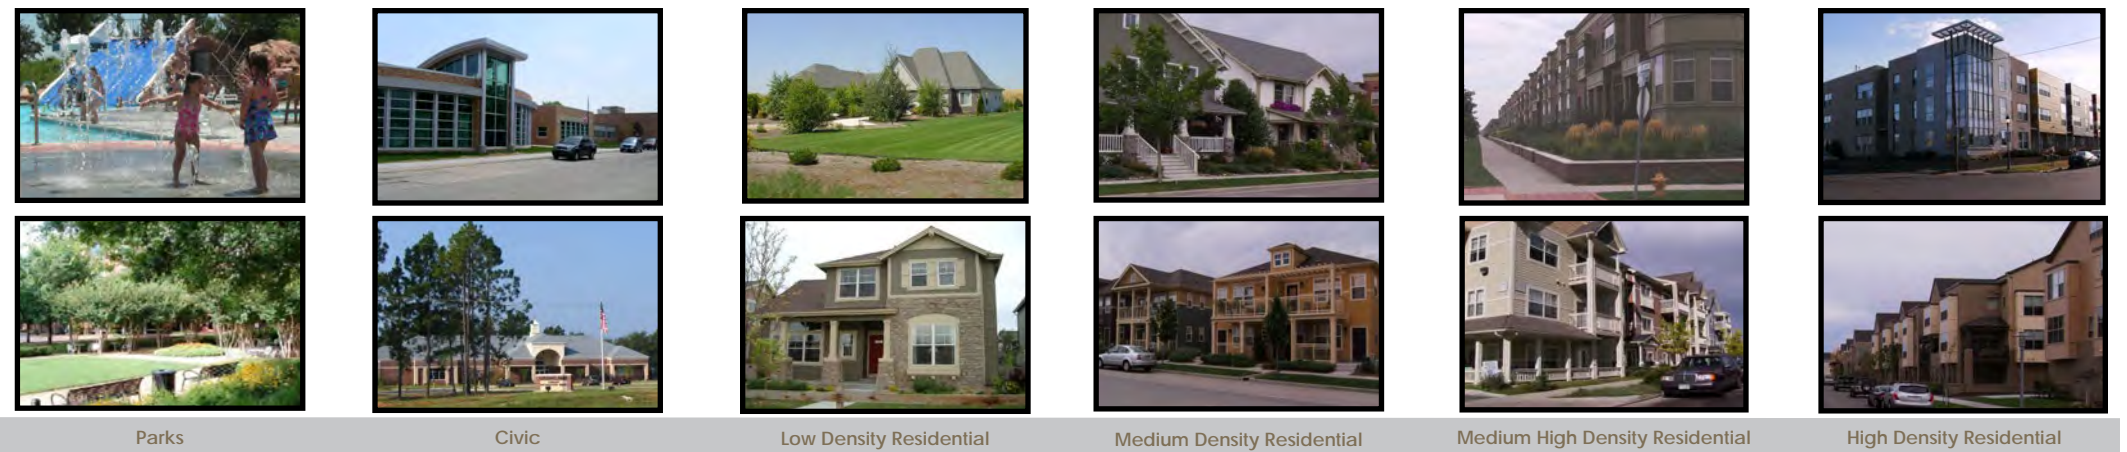 Parks
Civic
Low Density Residential
Medium Density Residential
Medium High Density Residential
High Density Residential